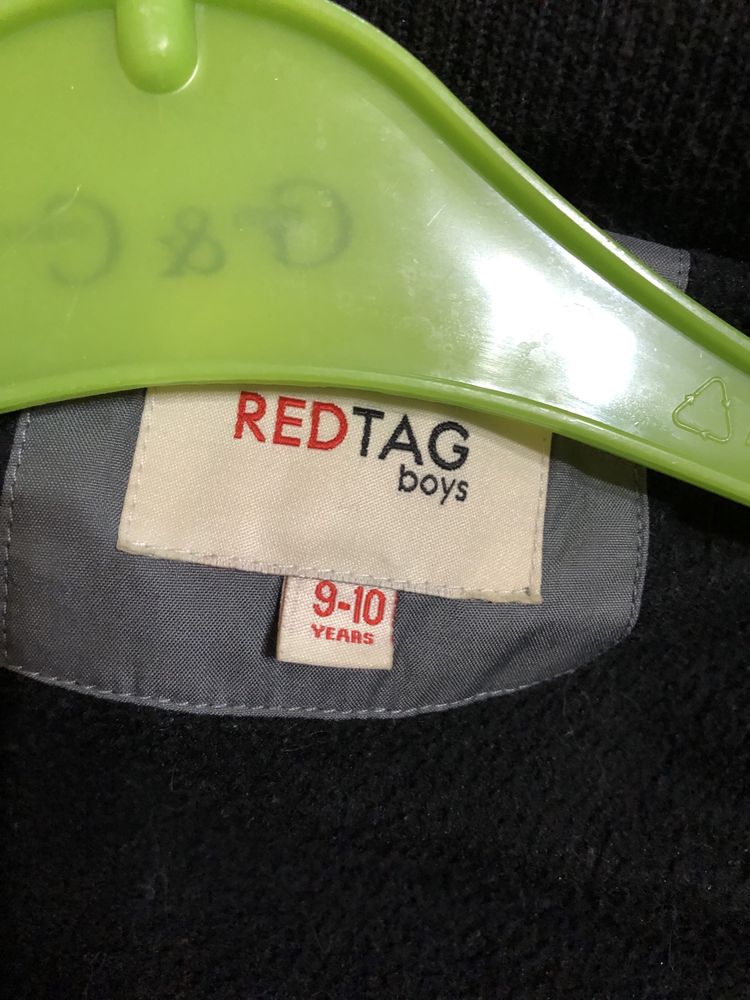 G & C
REDTAG
boys
9-10
YEARS